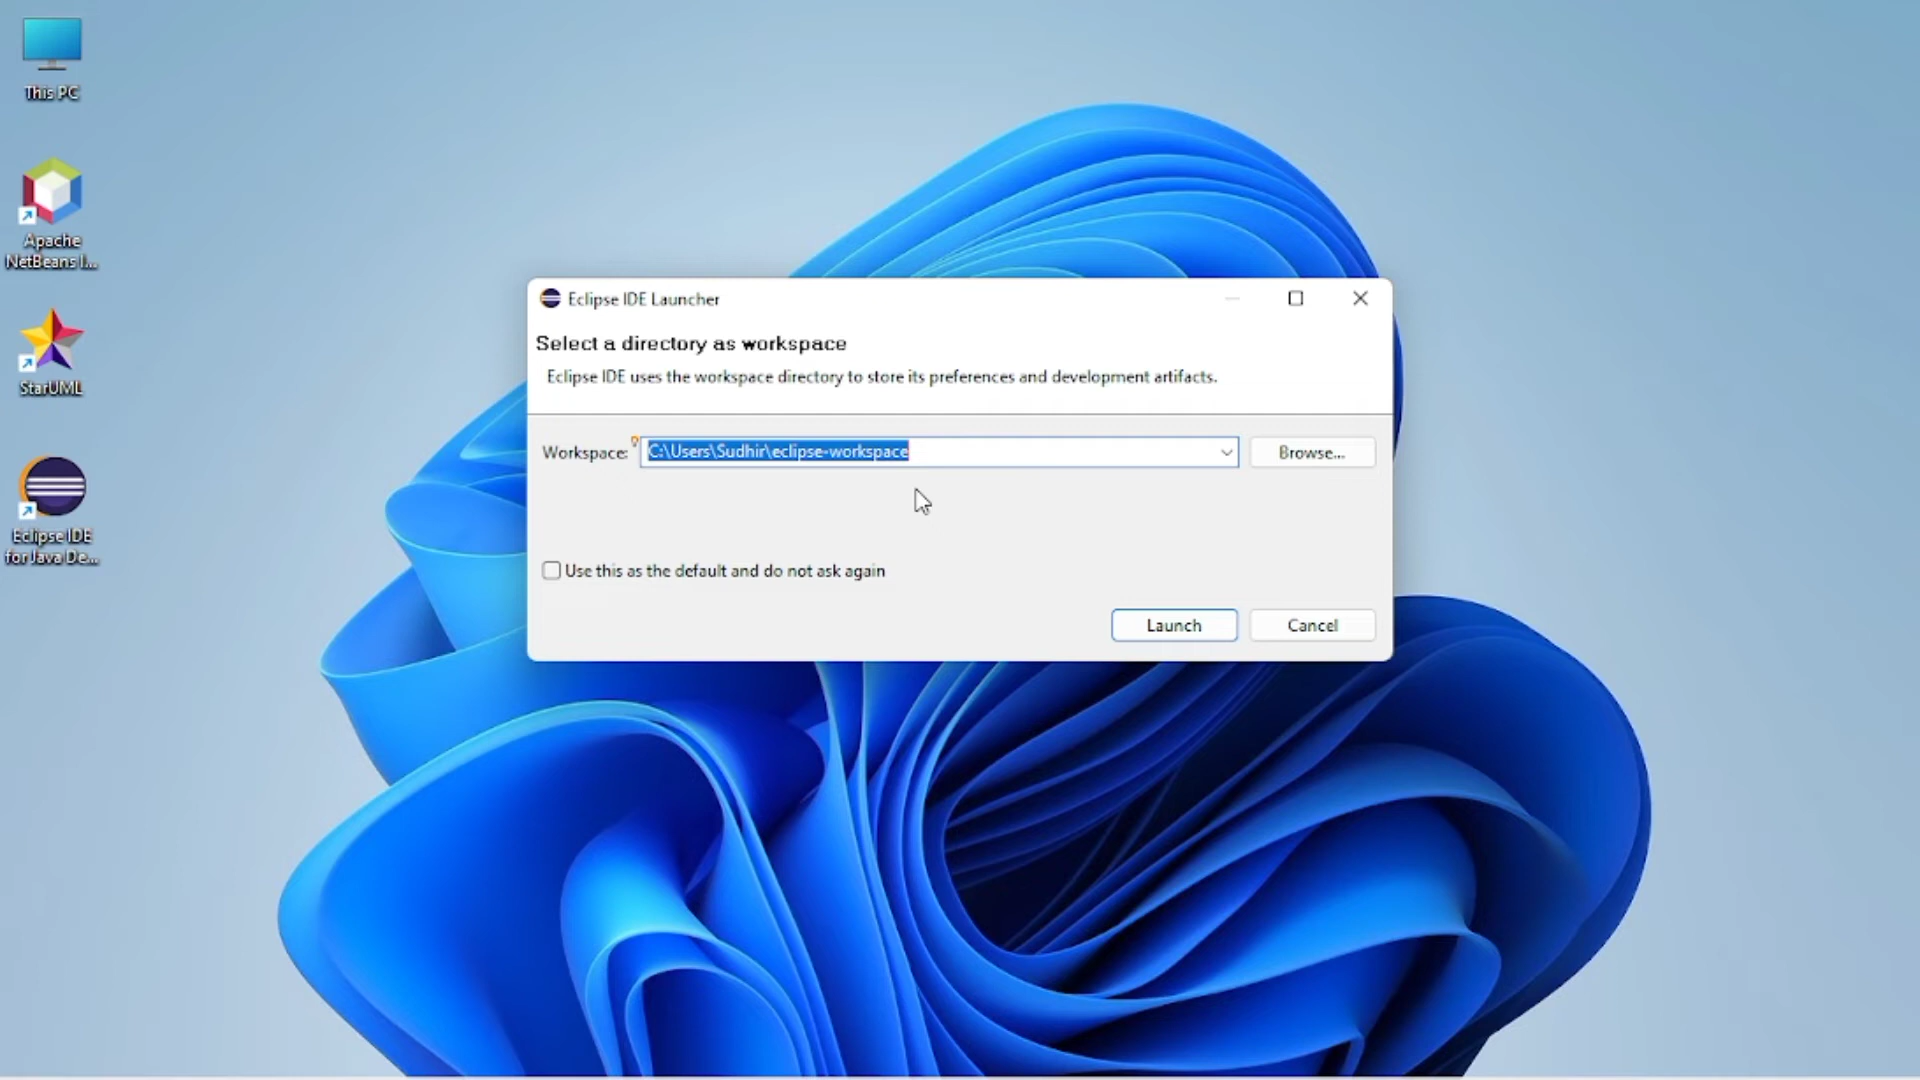 This PC
Apache
NetBeans I...
StarUML
Eclipse IDE
for Java De...
Eclipse IDE Launcher
Select a directory as workspace
Eclipse IDE uses the workspace directory to store its preferences and development artifacts.
Workspace: C:\Users\Sudhir\eclipse-workspace Browse...
Use this as the default and do not ask again
Launch Cancel